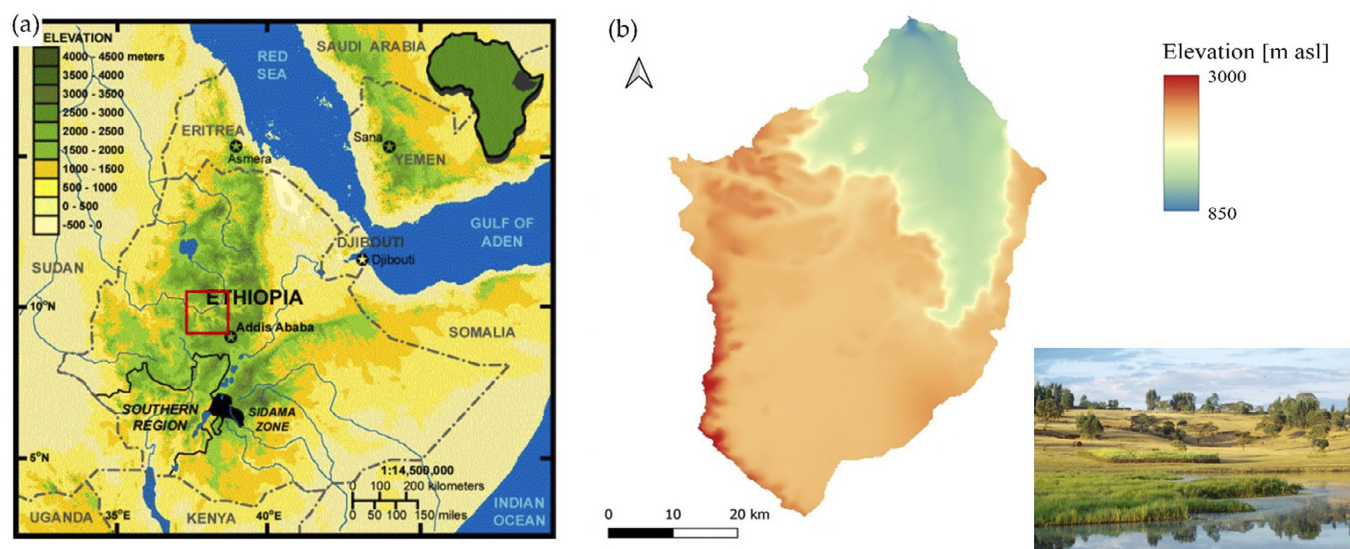 (a)
ELEVATION
4000 - 4500 meters
3500 - 4000
3000 - 3500
2500 - 3000
2000 - 2500
1500 - 2000
1000 - 1500
500 - 1000
0 - 500
-500 - 0
RED
SEA
SAUDI ARABIA
ERITREA
Asmera
Sana
YEMEN
GULF OF
ADEN
DJIBOUTI
Djibouti
SUDAN
10°N
ETHIOPIA
Addis Ababa
SOMALIA
SOUTHERN
REGION
SIDAMA
ZONE
5°N
1:14,500,000
0 100 200 kilometers
0 50 100 150 miles
INDIAN
OCEAN
UGANDA
35°E
KENYA
40°E
(b)
Elevation [m asl]
3000
850
0 10 20 km